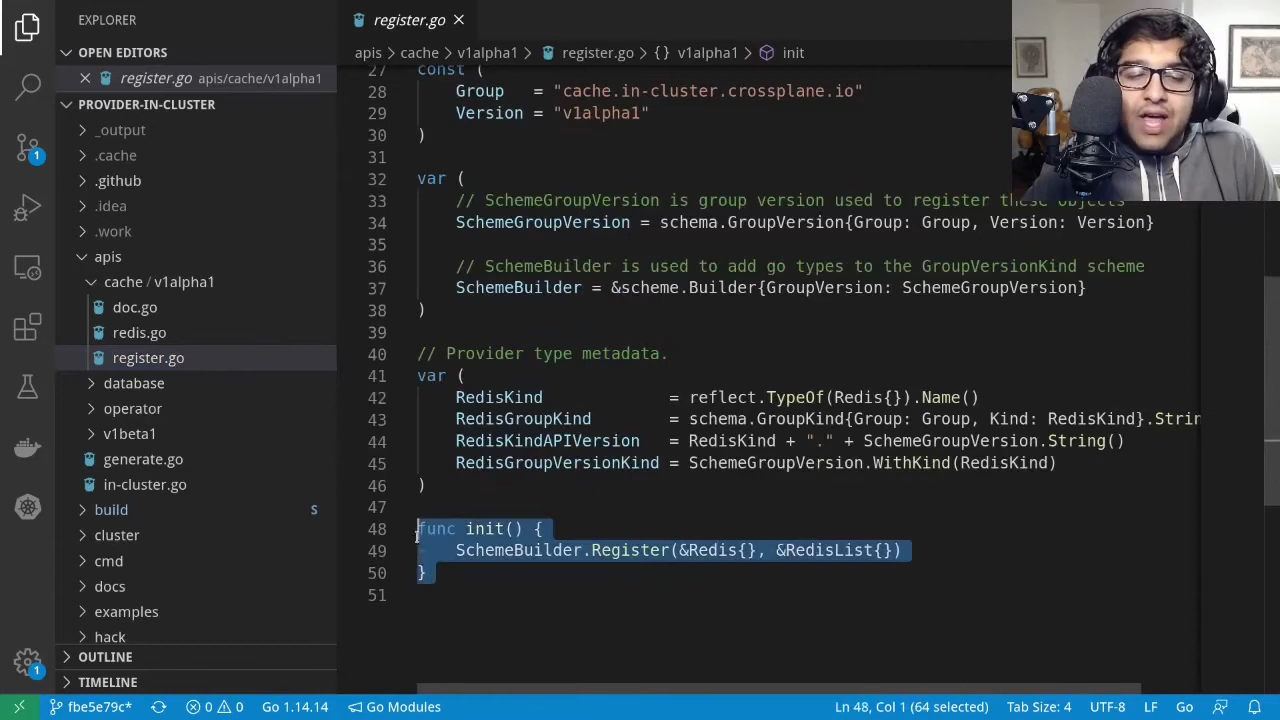 EXPLORER
OPEN EDITORS
register.go apis/cache/v1alpha1
PROVIDER-IN-CLUSTER
_output
.cache
.github
.idea
.work
apis
cache / v1alpha1
doc.go
redis.go
register.go
database
operator
v1beta1
generate.go
in-cluster.go
build S
cluster
cmd
docs
examples
hack
OUTLINE
TIMELINE
1
1
register.go
apis > cache > v1alpha1 > register.go > {} v1alpha1 > init
27 const (
28 Group = "cache.in-cluster.crossplane.io"
29 Version = "v1alpha1"
30 )
31
32 var (
33 // SchemeGroupVersion is group version used to register these objects
34 SchemeGroupVersion = schema.GroupVersion{Group: Group, Version: Version}
35
36 // SchemeBuilder is used to add go types to the GroupVersionKind scheme
37 SchemeBuilder = &scheme.Builder{GroupVersion: SchemeGroupVersion}
38 )
39
40 // Provider type metadata.
41 var (
42 RedisKind = reflect.TypeOf(Redis{}).Name()
43 RedisGroupKind = schema.GroupKind{Group: Group, Kind: RedisKind}.Strin
44 RedisKindAPIVersion = RedisKind + "." + SchemeGroupVersion.String()
45 RedisGroupVersionKind = SchemeGroupVersion.WithKind(RedisKind)
46 )
47
48 func init() {
49 SchemeBuilder.Register(&Redis{}, &RedisList{})
50 }
51
fbe5e79c* 0 0 Go 1.14.14 Go Modules Ln 48, Col 1 (64 selected) Tab Size: 4 UTF-8 LF Go